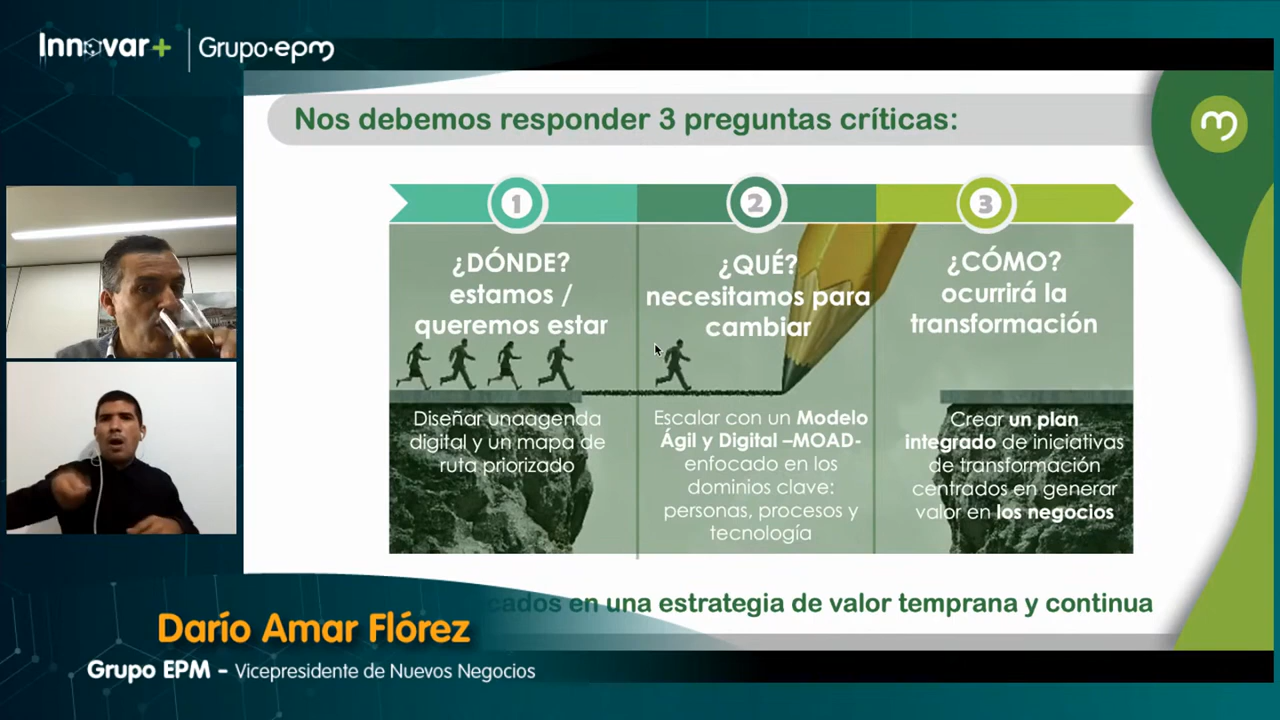 Innovar+ Grupo·epm
Nos debemos responder 3 preguntas críticas:
1
2
3
¿DÓNDE?
estamos /
queremos estar
¿QUÉ?
necesitamos para
cambiar
¿CÓMO?
ocurrirá la
transformación
Diseñar unaagenda
digital y un mapa de
ruta priorizado
Escalar con un Modelo
Ágil y Digital –MOAD-
enfocado en los
dominios clave:
personas, procesos y
tecnología
Crear un plan
integrado de iniciativas
de transformación
centrados en generar
valor en los negocios
en una estrategia de valor temprana y continua
Darío Amar Flórez
Grupo EPM – Vicepresidente de Nuevos Negocios